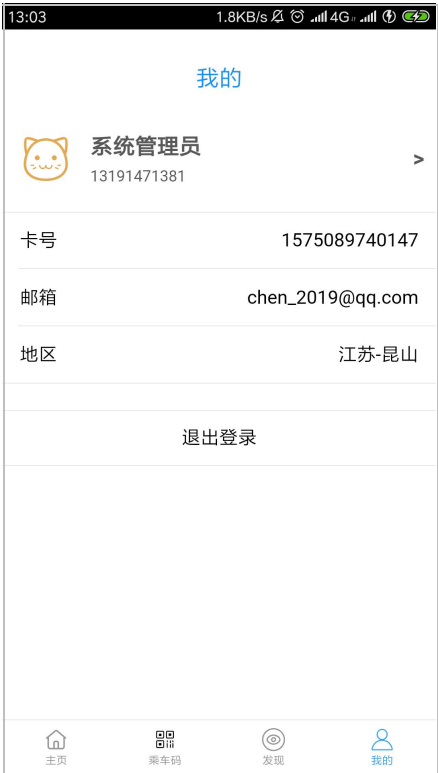 13:03 1.8KB/s 4G
我的
系统管理员
13191471381
>
卡号 1575089740147
邮箱 chen_2019@qq.com
地区 江苏-昆山
退出登录
主页 乘车码 发现 我的